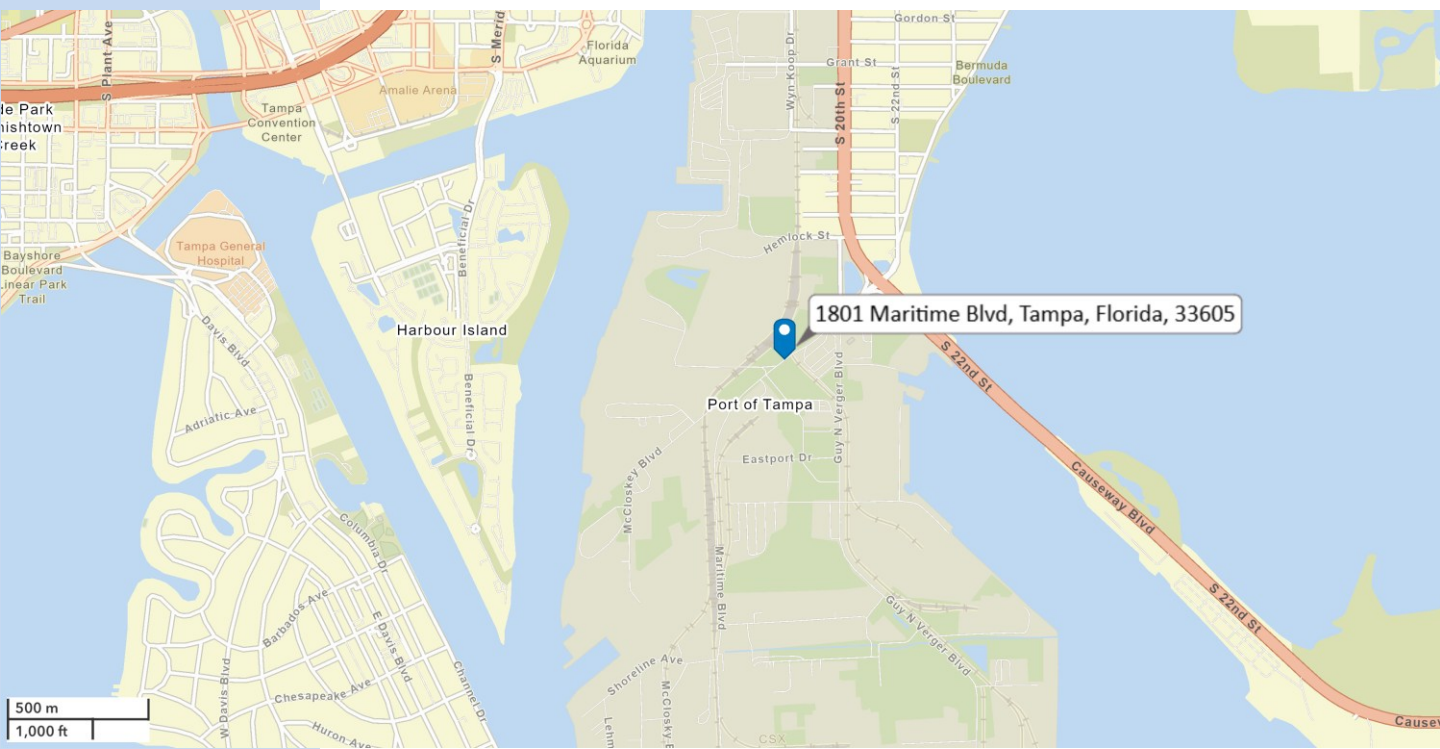 S Plant Ave
S Merid
Florida
Aquarium
Amalie Arena
Tampa
Convention
Center
de Park
nishtown
Creek
Gordon St
Grant St
Wyn Koop Dr
S 20th St
S 22nd St
Bermuda
Boulevard
Bayshore
Boulevard
Linear Park
Trail
Tampa General
Hospital
Davis Blvd
Adriatic Ave
Harbour Island
Beneficial Dr
Beneficial Dr
Hemlock St
1801 Maritime Blvd, Tampa, Florida, 33605
Port of Tampa
Guy N Verger Blvd
S 22nd St
McCloskey Blvd
Eastport Dr
Causeway Blvd
Columbia Dr
Barbados Ave
E Davis Blvd
Maritime Blvd
Guy N Verger Blvd
S 22nd St
Shoreline Ave
McCloskey B
Chesapeake Ave
W Davis Blvd
Channel Dr
Huron Ave
Lehm
CSX
Causew
500 m
1,000 ft